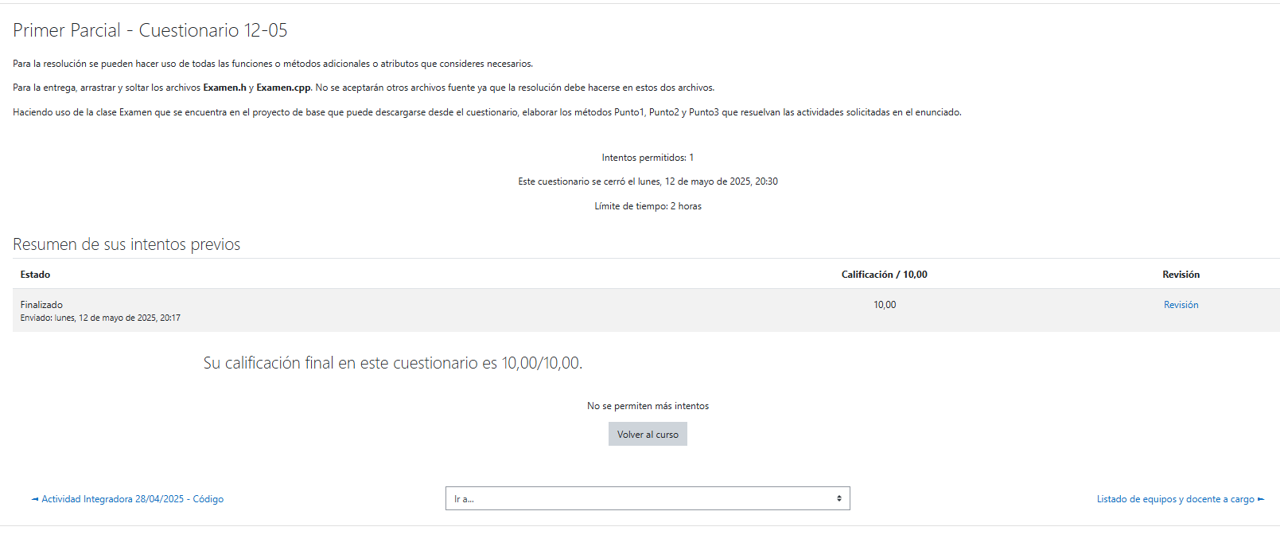 Primer Parcial - Cuestionario 12-05
Para la resolución se pueden hacer uso de todas las funciones o métodos adicionales o atributos que consideres necesarios.
Para la entrega, arrastrar y soltar los archivos Examen.h y Examen.cpp. No se aceptarán otros archivos fuente ya que la resolución debe hacerse en estos dos archivos.
Haciendo uso de la clase Examen que se encuentra en el proyecto de base que puede descargarse desde el cuestionario, elaborar los métodos Punto1, Punto2 y Punto3 que resuelvan las actividades solicitadas en el enunciado.
Intentos permitidos: 1
Este cuestionario se cerró el lunes, 12 de mayo de 2025, 20:30
Límite de tiempo: 2 horas
Resumen de sus intentos previos
Estado Calificación / 10,00 Revisión
Finalizado 10,00 Revisión
Enviado: lunes, 12 de mayo de 2025, 20:17
Su calificación final en este cuestionario es 10,00/10,00.
No se permiten más intentos
Volver al curso
◄ Actividad Integradora 28/04/2025 - Código Ir a... Listado de equipos y docente a cargo ►